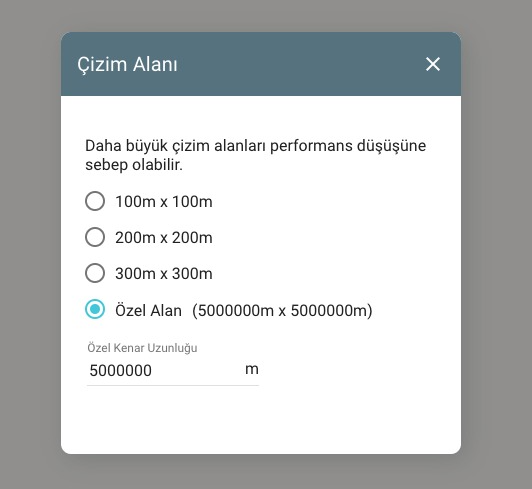 Çizim Alanı
Daha büyük çizim alanları performans düşüşüne
sebep olabilir.
100m x 100m
200m x 200m
300m x 300m
Özel Alan (5000000m x 5000000m)
Özel Kenar Uzunluğu
5000000 m